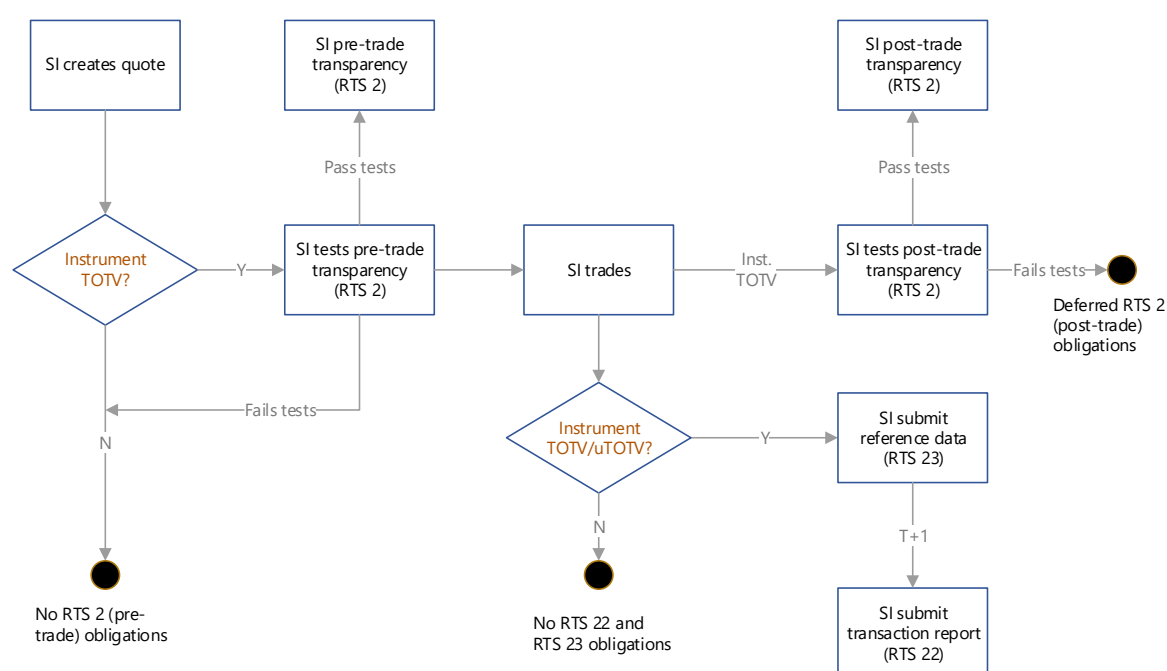 SI creates quote
SI pre-trade
transparency
(RTS 2)
SI post-trade
transparency
(RTS 2)
Pass tests
Pass tests
Instrument
TOTV?
Y
SI tests pre-trade
transparency
(RTS 2)
SI trades
Inst.
TOTV
SI tests post-trade
transparency
(RTS 2)
Fails tests
Deferred RTS 2
(post-trade)
obligations
Fails tests
N
Instrument
TOTV/uTOTV?
Y
SI submit
reference data
(RTS 23)
N
T+1
No RTS 2 (pre-
trade) obligations
No RTS 22 and
RTS 23 obligations
SI submit
transaction report
(RTS 22)